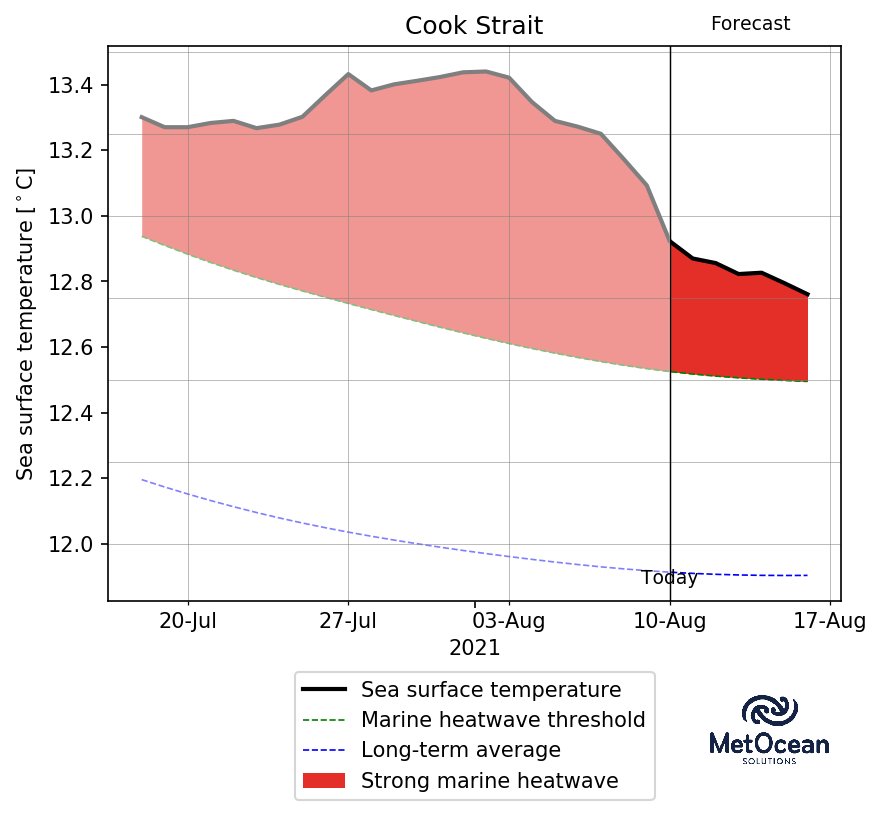 Cook Strait
Forecast
Sea surface temperature [°C]
13.4
13.2
13.0
12.8
12.6
12.4
12.2
12.0
Today
20-Jul
27-Jul
03-Aug
10-Aug
17-Aug
2021
Sea surface temperature
Marine heatwave threshold
Long-term average
Strong marine heatwave
MetOcean
SOLUTIONS